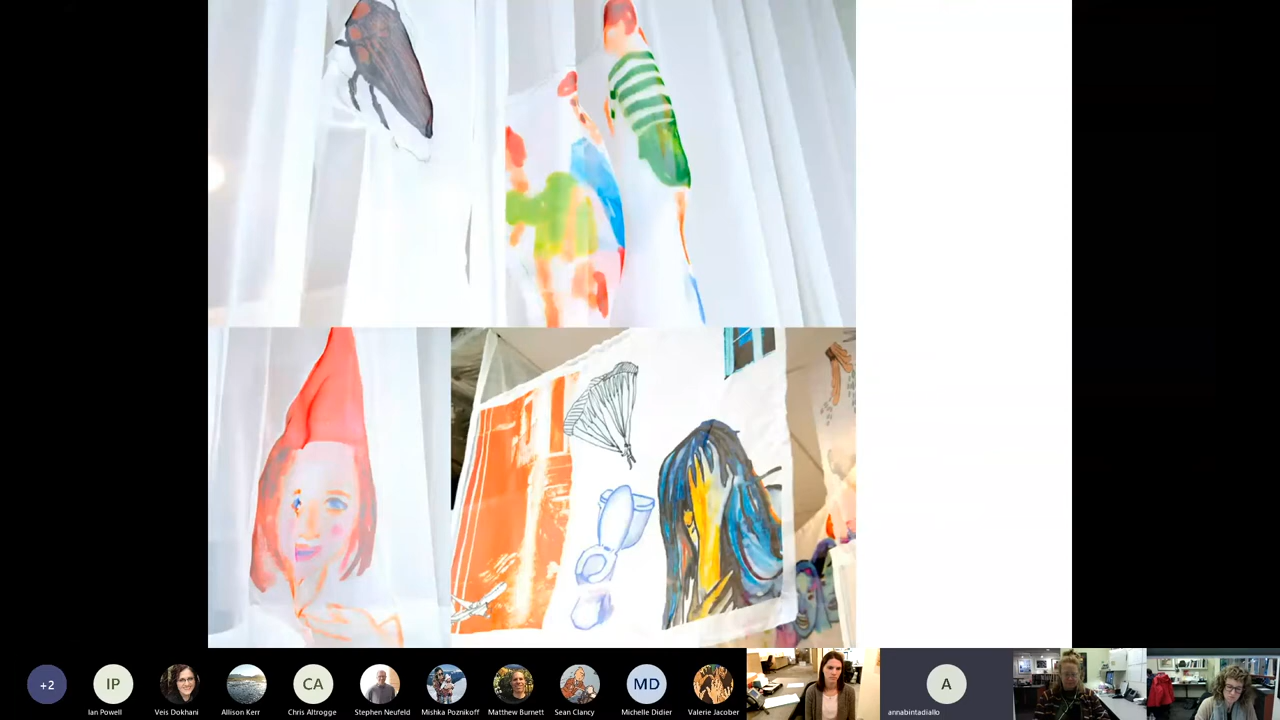 +2
IP
CA
MD
A
Ian Powell
Veis Dokhani
Allison Kerr
Chris Altrogge
Stephen Neufeld
Mishka Poznikoff
Matthew Burnett
Sean Clancy
Michelle Didier
Valerie Jacober
annabintadiallo